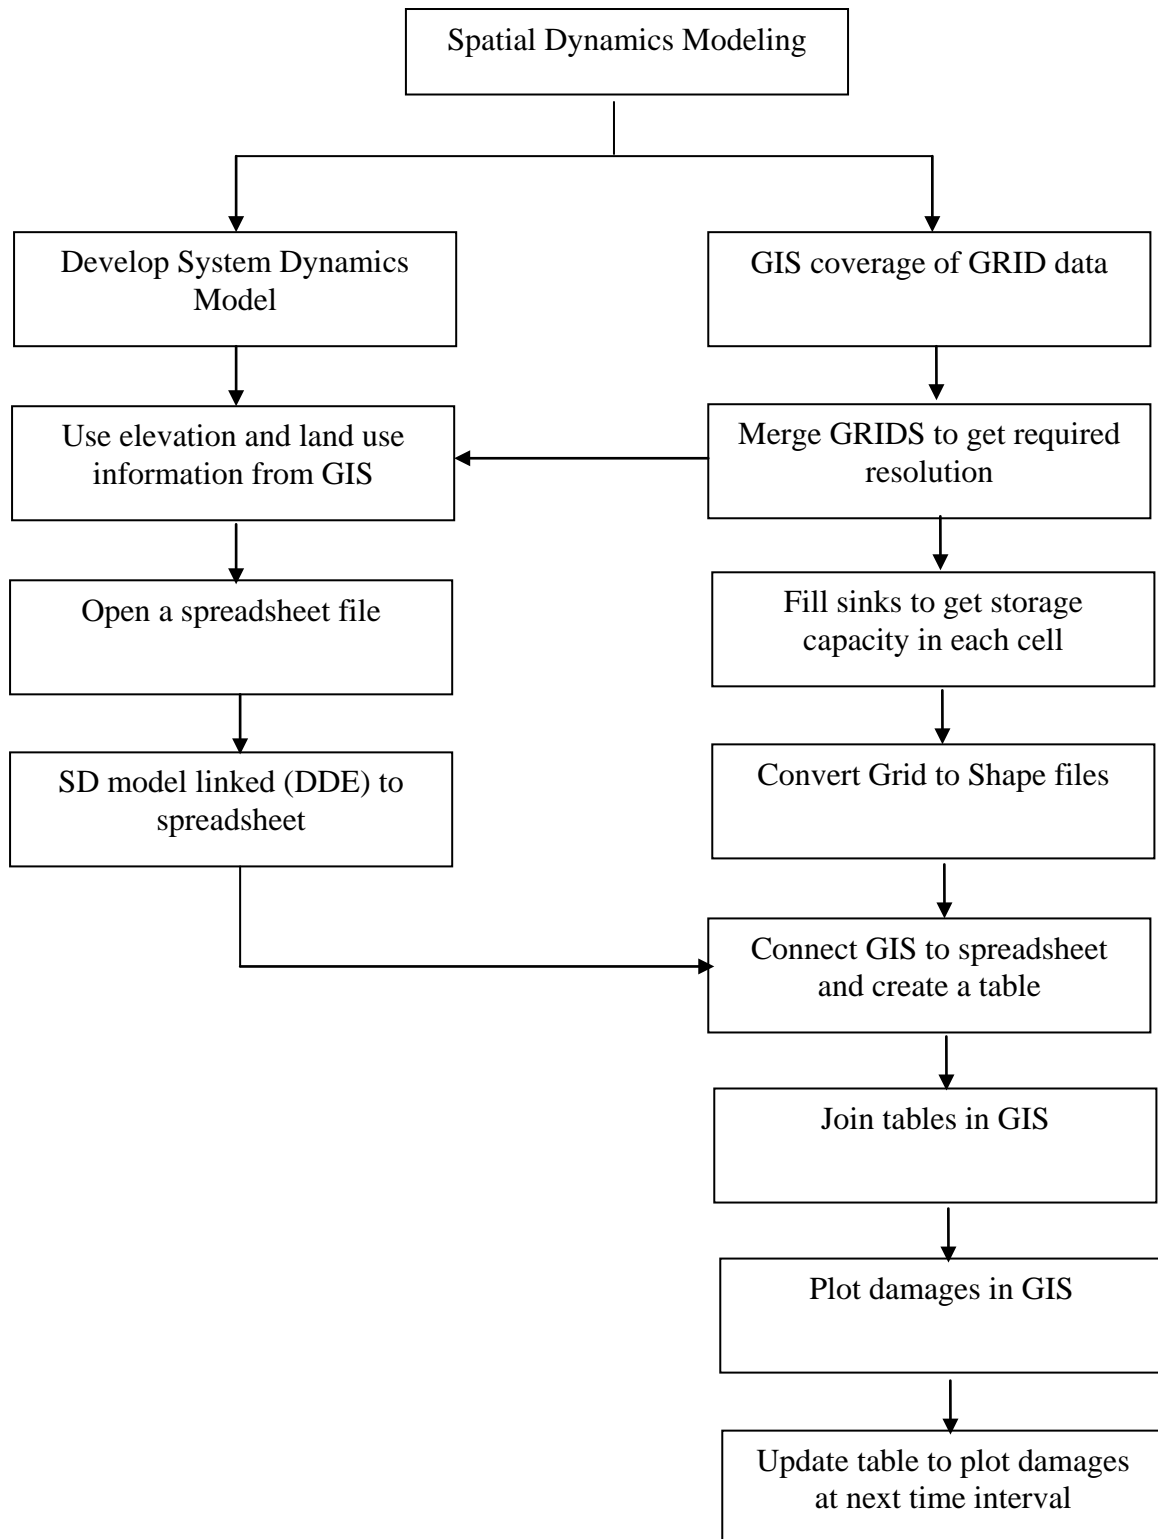 Spatial Dynamics Modeling
Develop System Dynamics
Model
GIS coverage of GRID data
Use elevation and land use
information from GIS
Merge GRIDS to get required
resolution
Open a spreadsheet file
Fill sinks to get storage
capacity in each cell
SD model linked (DDE) to
spreadsheet
Convert Grid to Shape files
Connect GIS to spreadsheet
and create a table
Join tables in GIS
Plot damages in GIS
Update table to plot damages
at next time interval